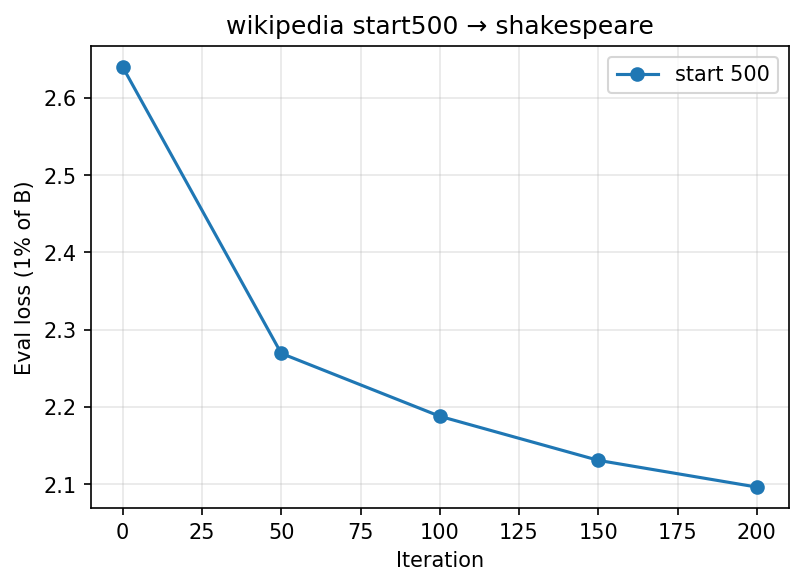 wikipedia start500 → shakespeare
start 500
Eval loss (1% of B)
2.6
2.5
2.4
2.3
2.2
2.1
0 25 50 75 100 125 150 175 200
Iteration